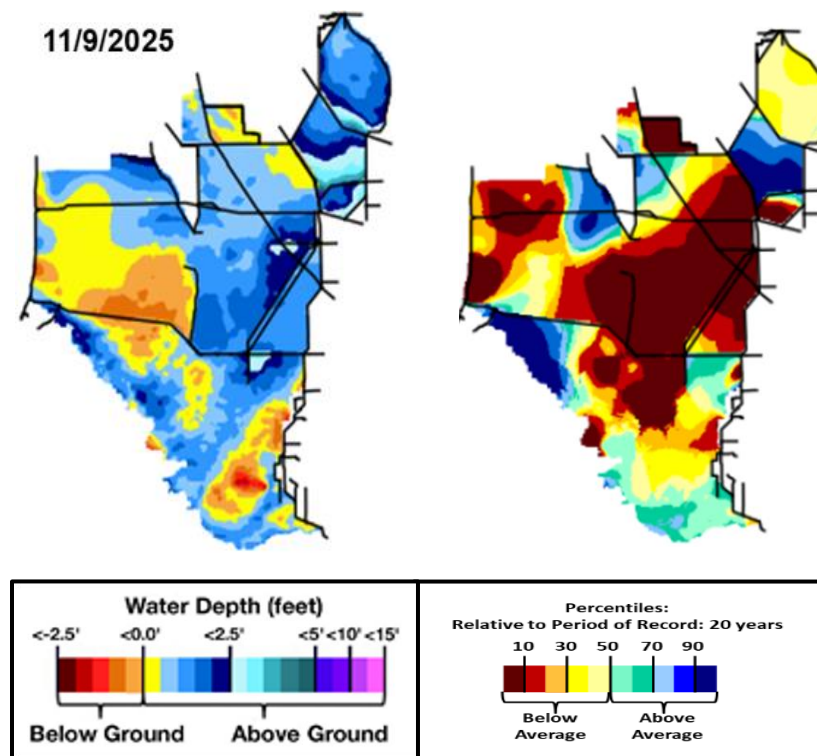 11/9/2025
Water Depth (feet)
<-2.5' <0.0' <2.5' <5' <10' <15'
Below Ground Above Ground
Percentiles:
Relative to Period of Record: 20 years
10 30 50 70 90
Below Average
Above Average